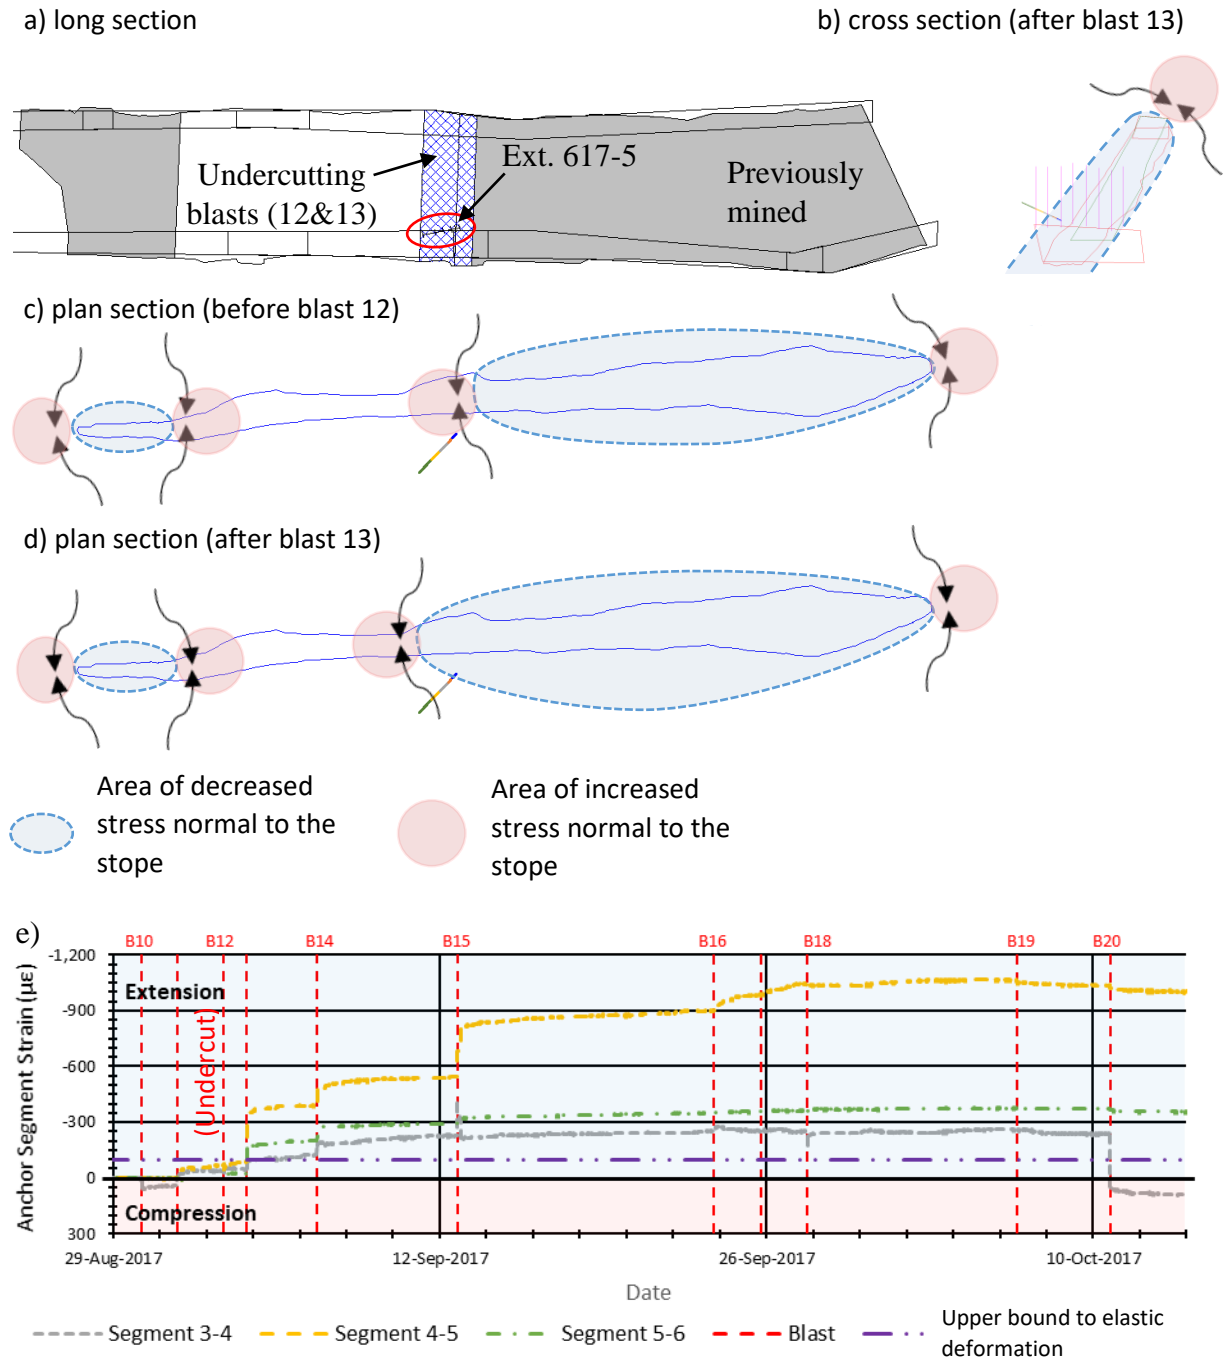 a) long section
b) cross section (after blast 13)
Undercutting
blasts (12&13)
Ext. 617-5
Previously
mined
c) plan section (before blast 12)
d) plan section (after blast 13)
Area of decreased
stress normal to the
stope
Area of increased
stress normal to the
stope
e)
B10
B12
B14
B15
B16
B18
B19
B20
Anchor Segment Strain (με)
-1,200
-900
-600
-300
0
300
Extension
(Undercut)
Compression
29-Aug-2017
12-Sep-2017
26-Sep-2017
10-Oct-2017
Date
Segment 3-4
Segment 4-5
Segment 5-6
Blast
Upper bound to elastic
deformation